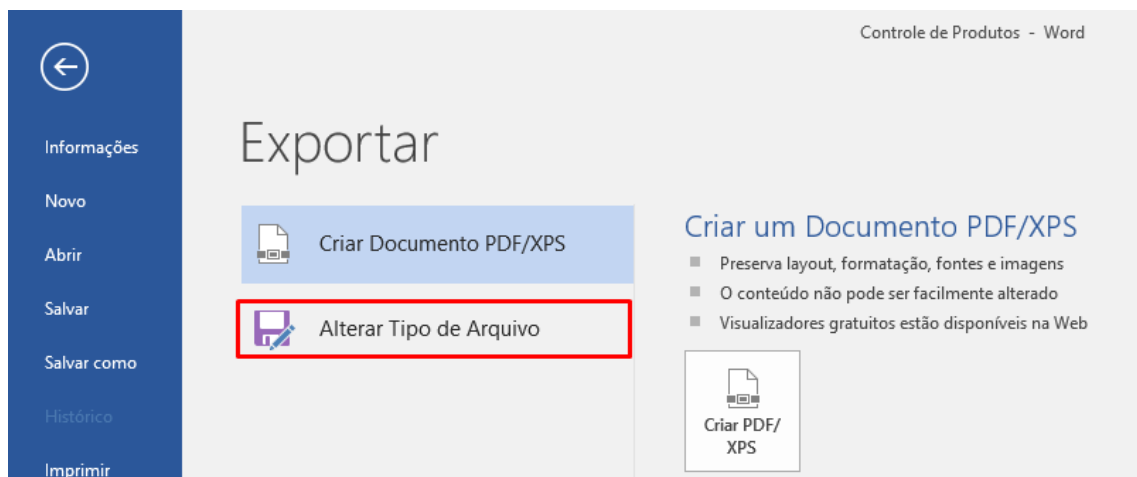 Controle de Produtos - Word
Informações
Novo
Abrir
Salvar
Salvar como
Histórico
Imprimir
Exportar
Criar Documento PDF/XPS
Alterar Tipo de Arquivo
Criar um Documento PDF/XPS
Preserva layout, formatação, fontes e imagens
O conteúdo não pode ser facilmente alterado
Visualizadores gratuitos estão disponíveis na Web
Criar PDF/
XPS